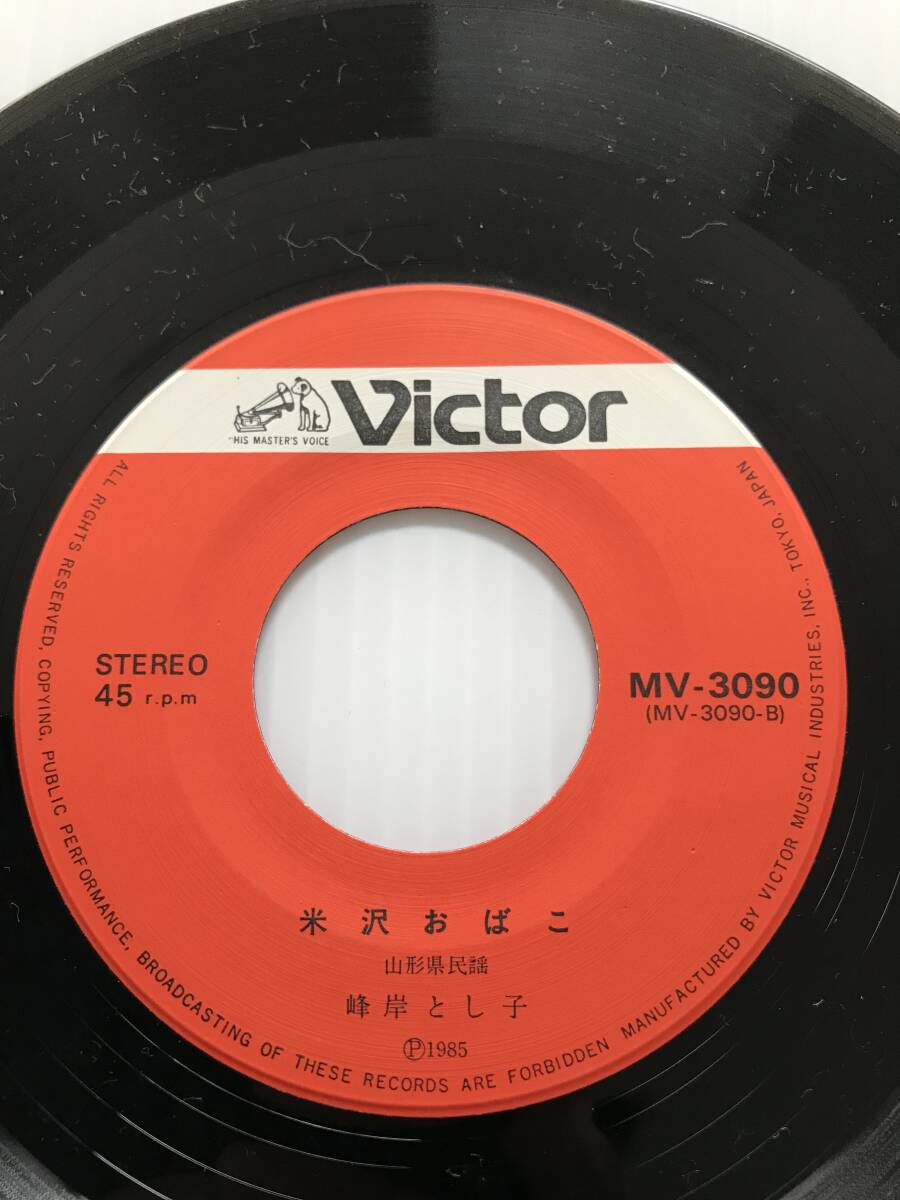 "HIS MASTER'S VOICE
Victor
STEREO
45 r.p.m
MV-3090
(MV-3090-B)
米沢おばこ
山形県民謡
峰岸とし子
Ⓟ1985
ALL RIGHTS RESERVED, COPYING, PUBLIC PERFORMANCE, BROADCASTING OF THESE RECORDS ARE FORBIDDEN MANUFACTURED BY VICTOR MUSICAL INDUSTRIES, INC., TOKYO, JAPAN